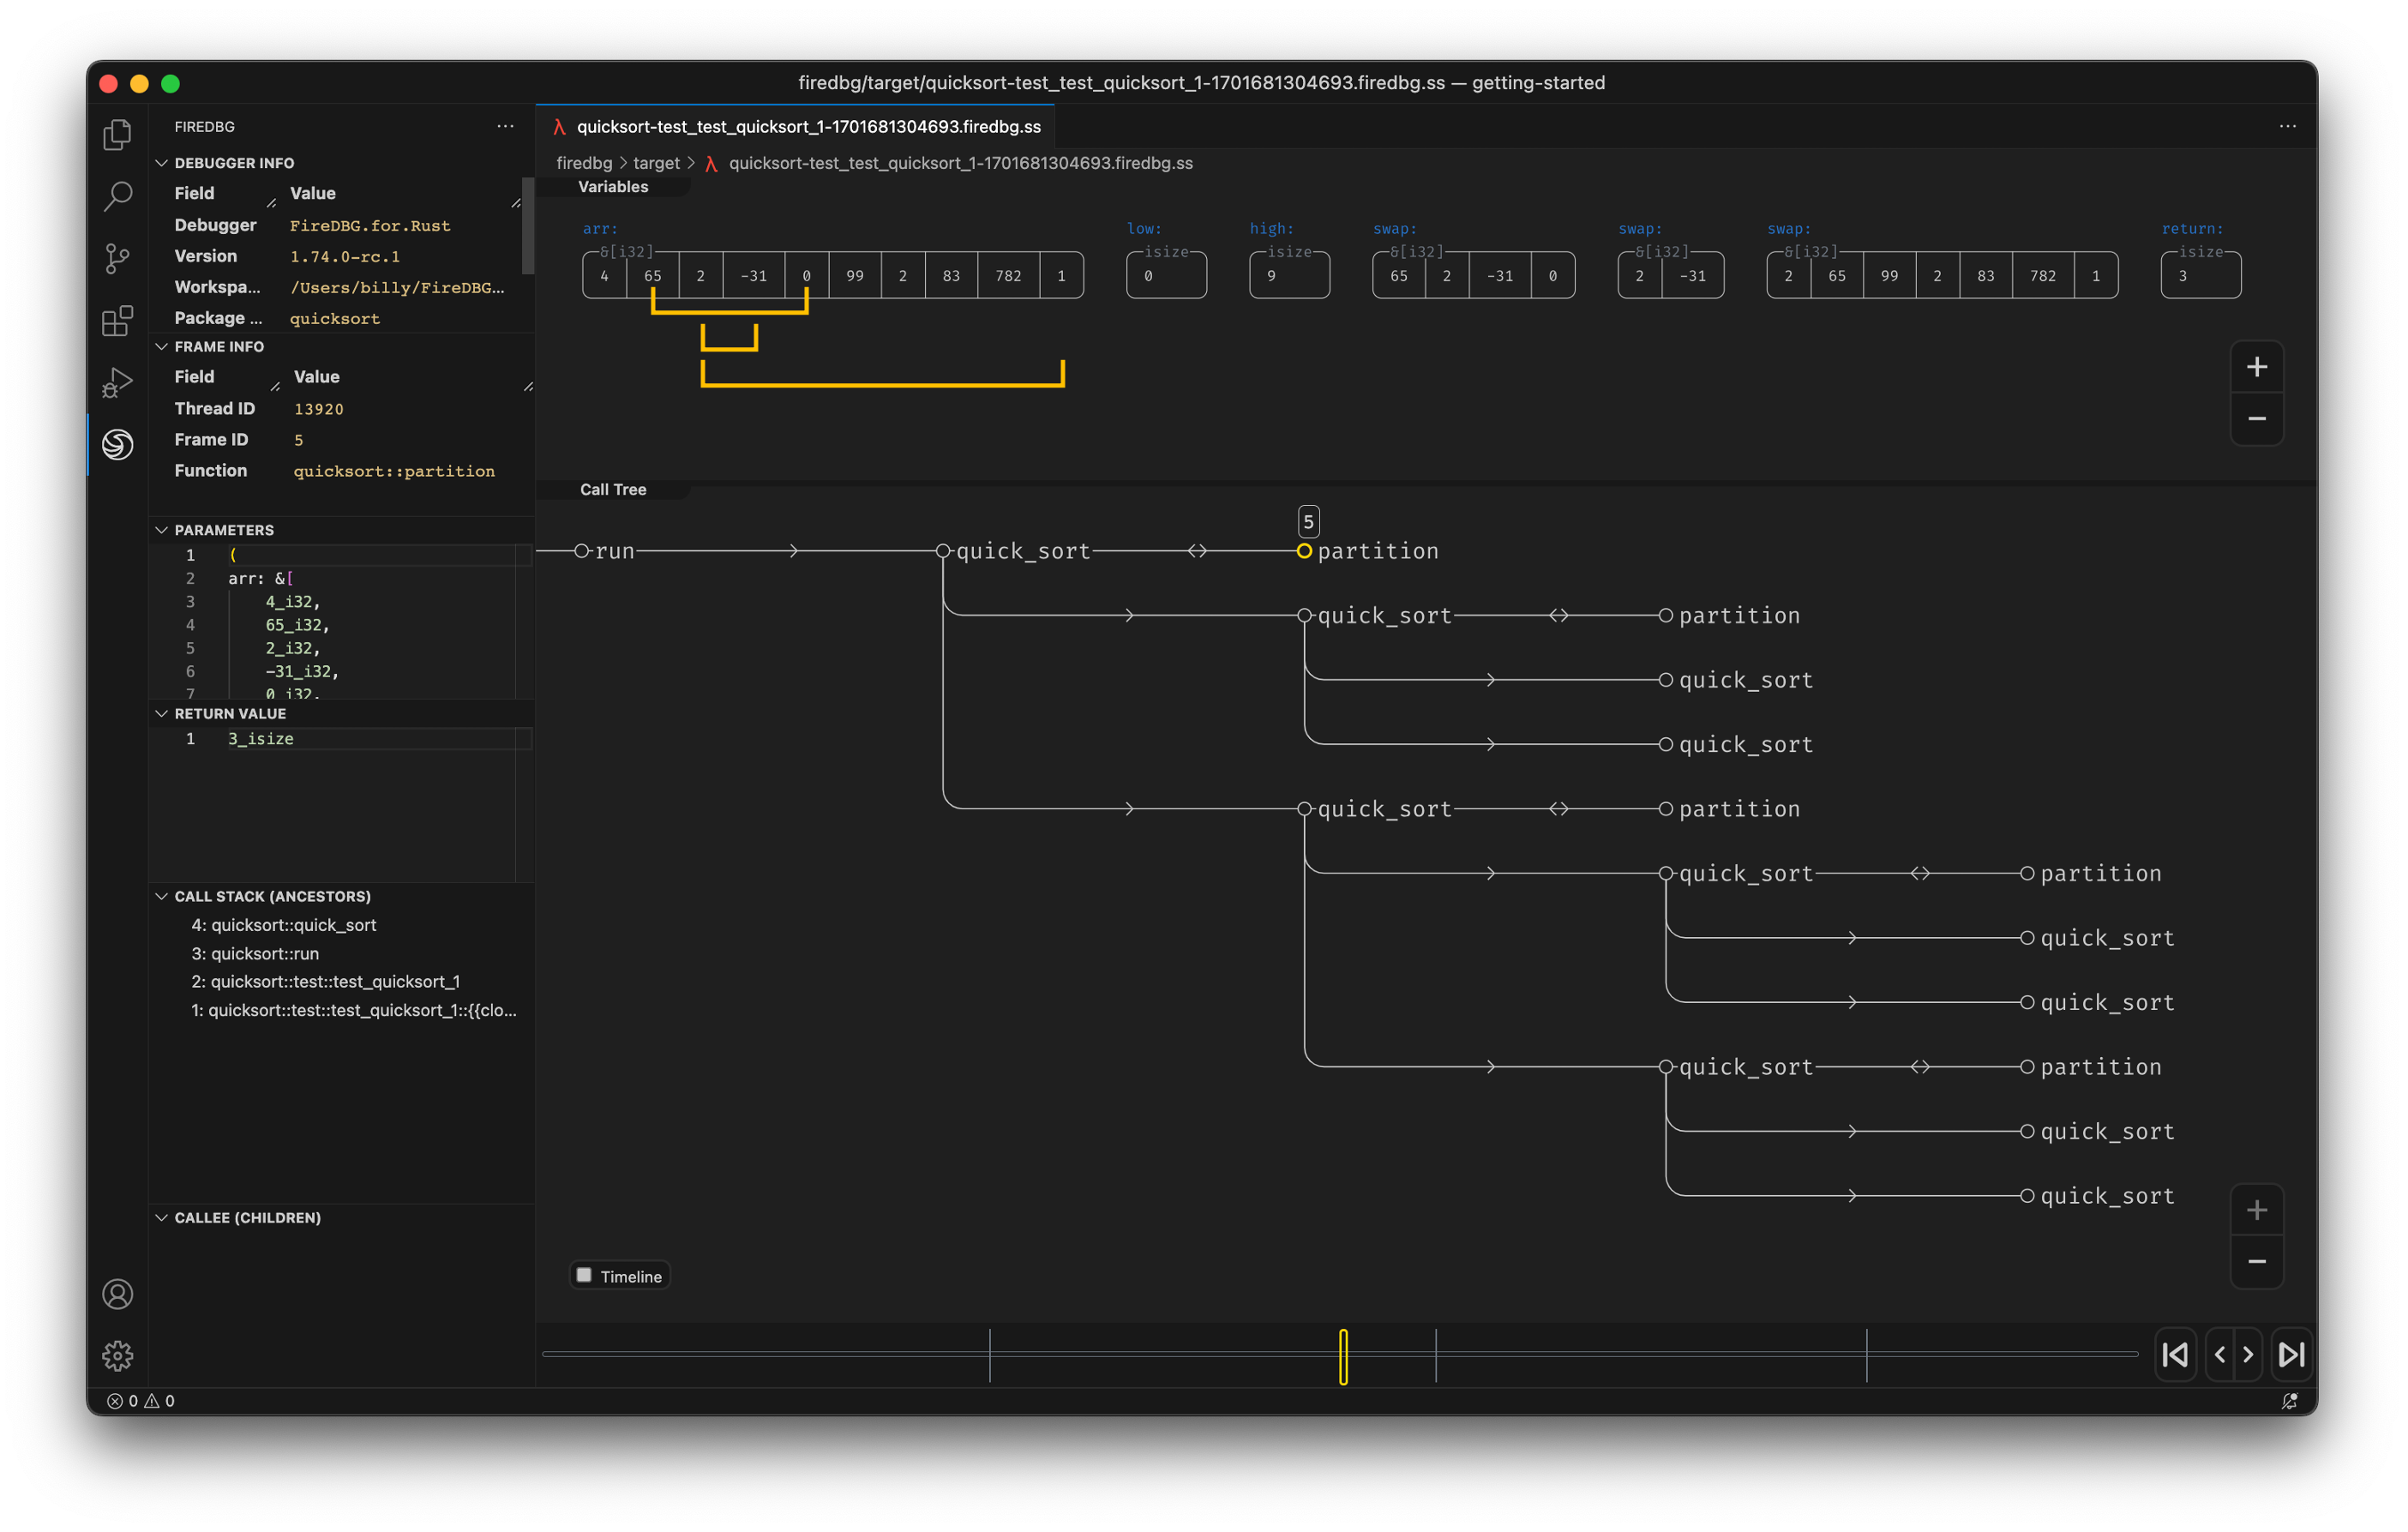 firedbg/target/quicksort-test_test_quicksort_1-1701681304693.firedbg.ss — getting-started
FIREDBG
DEBUGGER INFO
Field Value
Debugger FireDBG.for.Rust
Version 1.74.0-rc.1
Workspa... /Users/billy/FireDBG...
Package ... quicksort
FRAME INFO
Field Value
Thread ID 13920
Frame ID 5
Function quicksort::partition
PARAMETERS
1 (
2 arr: &[
3 4_i32,
4 65_i32,
5 2_i32,
6 -31_i32,
7 0_i32,
RETURN VALUE
1 3_isize
CALL STACK (ANCESTORS)
4: quicksort::quick_sort
3: quicksort::run
2: quicksort::test::test_quicksort_1
1: quicksort::test::test_quicksort_1::{{clo...
CALLEE (CHILDREN)
λ quicksort-test_test_quicksort_1-1701681304693.firedbg.ss
firedbg > target > λ quicksort-test_test_quicksort_1-1701681304693.firedbg.ss
Variables
arr: low: high: swap: swap: swap: return:
&[i32] isize isize &[i32] &[i32] &[i32] isize
4 65 2 -31 0 99 2 83 782 1 0 9 65 2 -31 0 2 -31 2 65 99 2 83 782 1 3
Call Tree
5
run quick_sort partition
quick_sort partition
quick_sort
quick_sort
quick_sort partition
quick_sort partition
quick_sort
quick_sort
quick_sort partition
quick_sort
quick_sort
Timeline
0 0